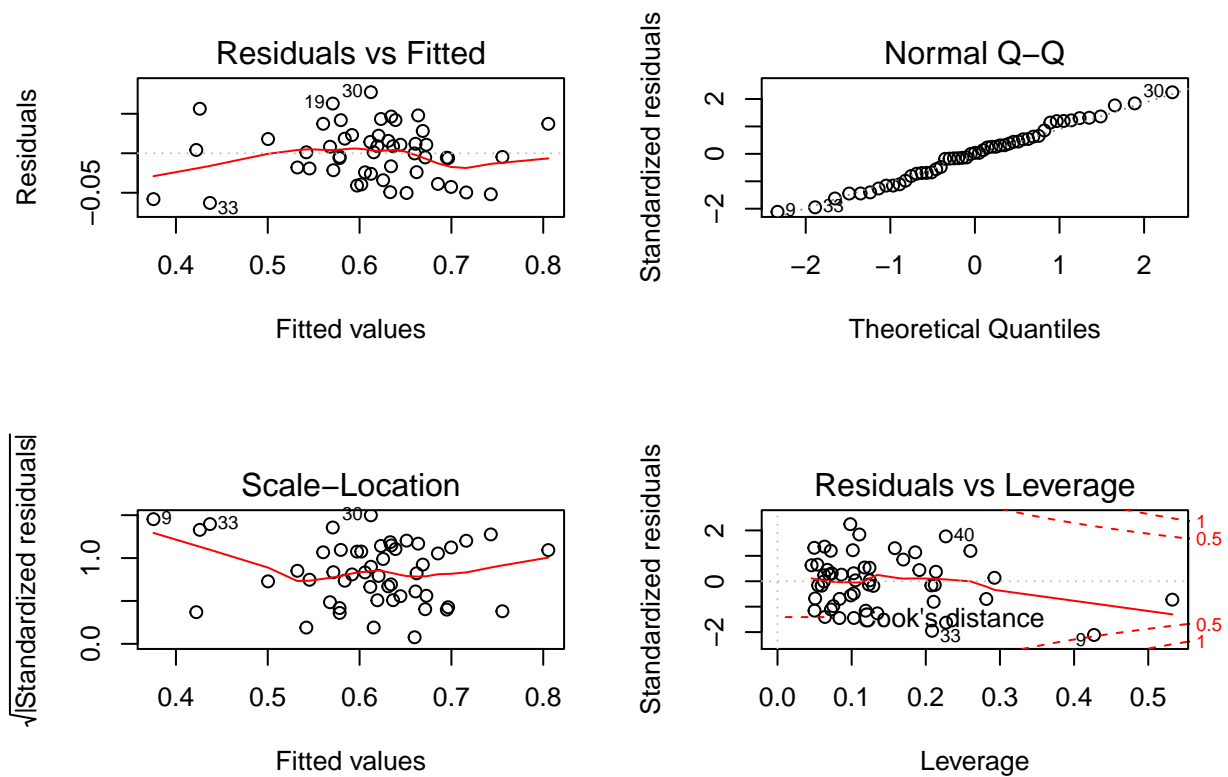 Residuals vs Fitted
Residuals
−0.05
19
30
33
0.4 0.5 0.6 0.7 0.8
Fitted values
Normal Q−Q
Standardized residuals
2
0
−2
30
9
33
−2 −1 0 1 2
Theoretical Quantiles
Scale−Location
√|Standardized residuals|
1.0
0.0
9
33
30
0.4 0.5 0.6 0.7 0.8
Fitted values
Residuals vs Leverage
Standardized residuals
2
0
−2
40
1
0.5
Cook's distance
33
9
0.5
1
0.0 0.1 0.2 0.3 0.4 0.5
Leverage